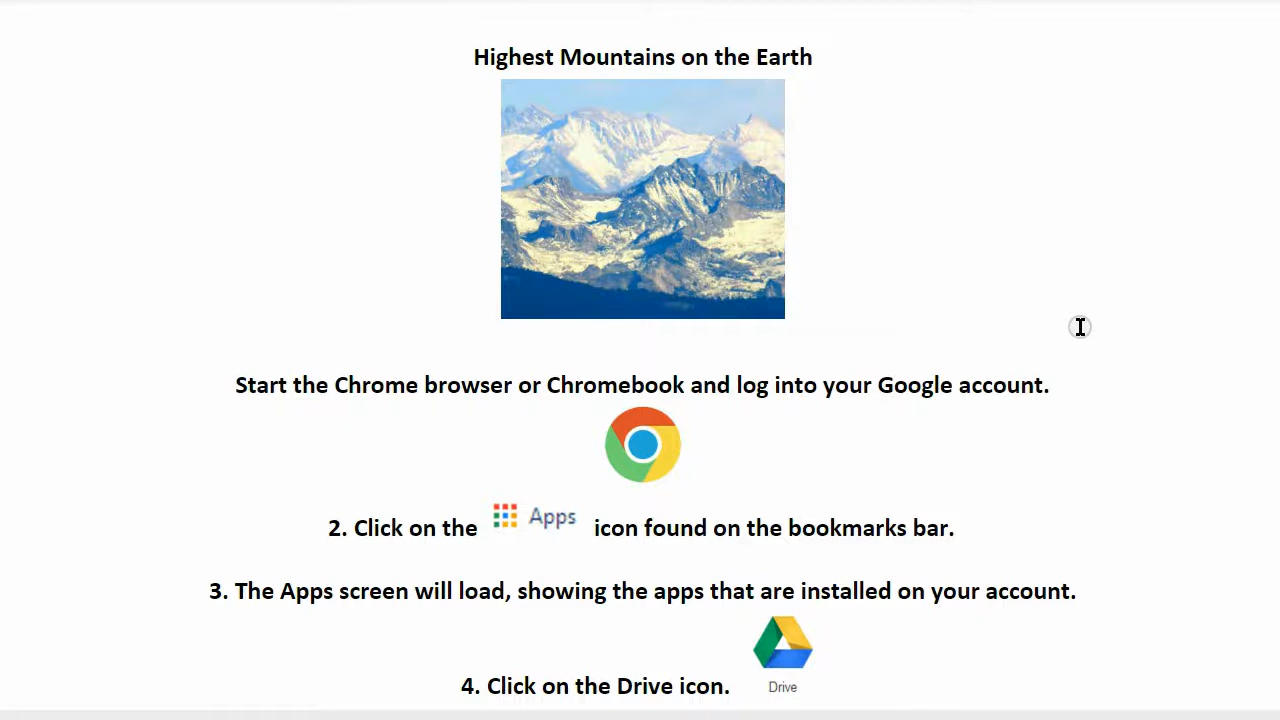 Highest Mountains on the Earth
Start the Chrome browser or Chromebook and log into your Google account.
2. Click on the Apps icon found on the bookmarks bar.
3. The Apps screen will load, showing the apps that are installed on your account.
4. Click on the Drive icon. Drive